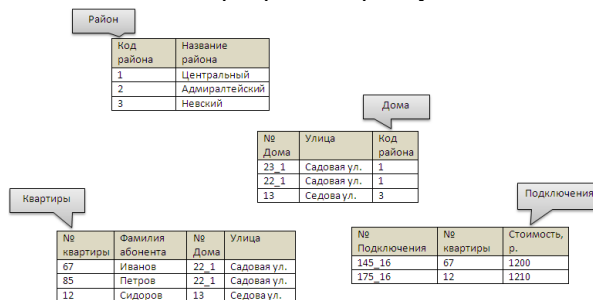 Район
Код района Название района
1 Центральный
2 Адмиралтейский
3 Невский
Дома
№ Дома Улица Код района
23_1 Садовая ул. 1
22_1 Садовая ул. 1
13 Седова ул. 3
Квартиры
№ квартиры Фамилия абонента № Дома Улица
67 Иванов 22_1 Садовая ул.
85 Петров 22_1 Садовая ул.
12 Сидоров 13 Седова ул.
Подключения
№ Подключения № квартиры Стоимость, р.
145_16 67 1200
175_16 12 1210